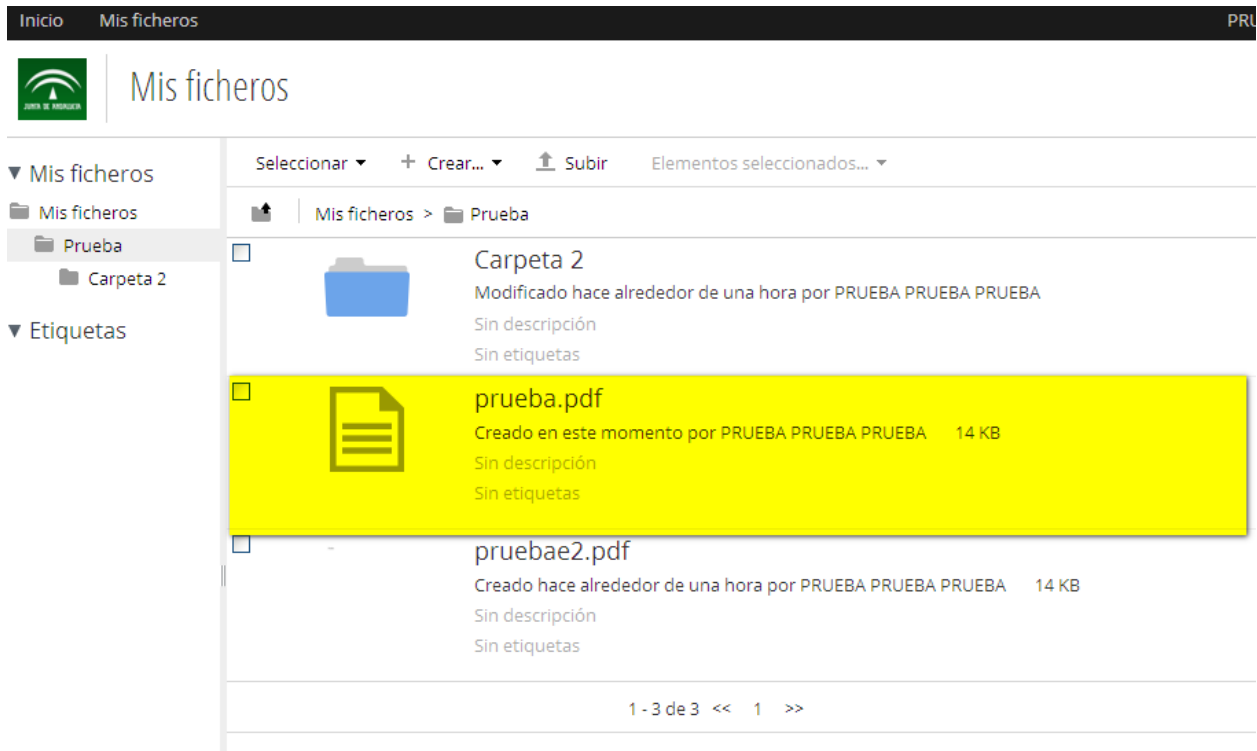 Inicio Mis ficheros PRU
JUNTA DE ANDALUCIA
Mis ficheros
▼ Mis ficheros
Mis ficheros
Prueba
Carpeta 2
▼ Etiquetas
Seleccionar ▼ + Crear... ▼ Subir Elementos seleccionados... ▼
Mis ficheros > Prueba
Carpeta 2
Modificado hace alrededor de una hora por PRUEBA PRUEBA PRUEBA
Sin descripción
Sin etiquetas
prueba.pdf
Creado en este momento por PRUEBA PRUEBA PRUEBA 14 KB
Sin descripción
Sin etiquetas
pruebae2.pdf
Creado hace alrededor de una hora por PRUEBA PRUEBA PRUEBA 14 KB
Sin descripción
Sin etiquetas
1 - 3 de 3 << 1 >>